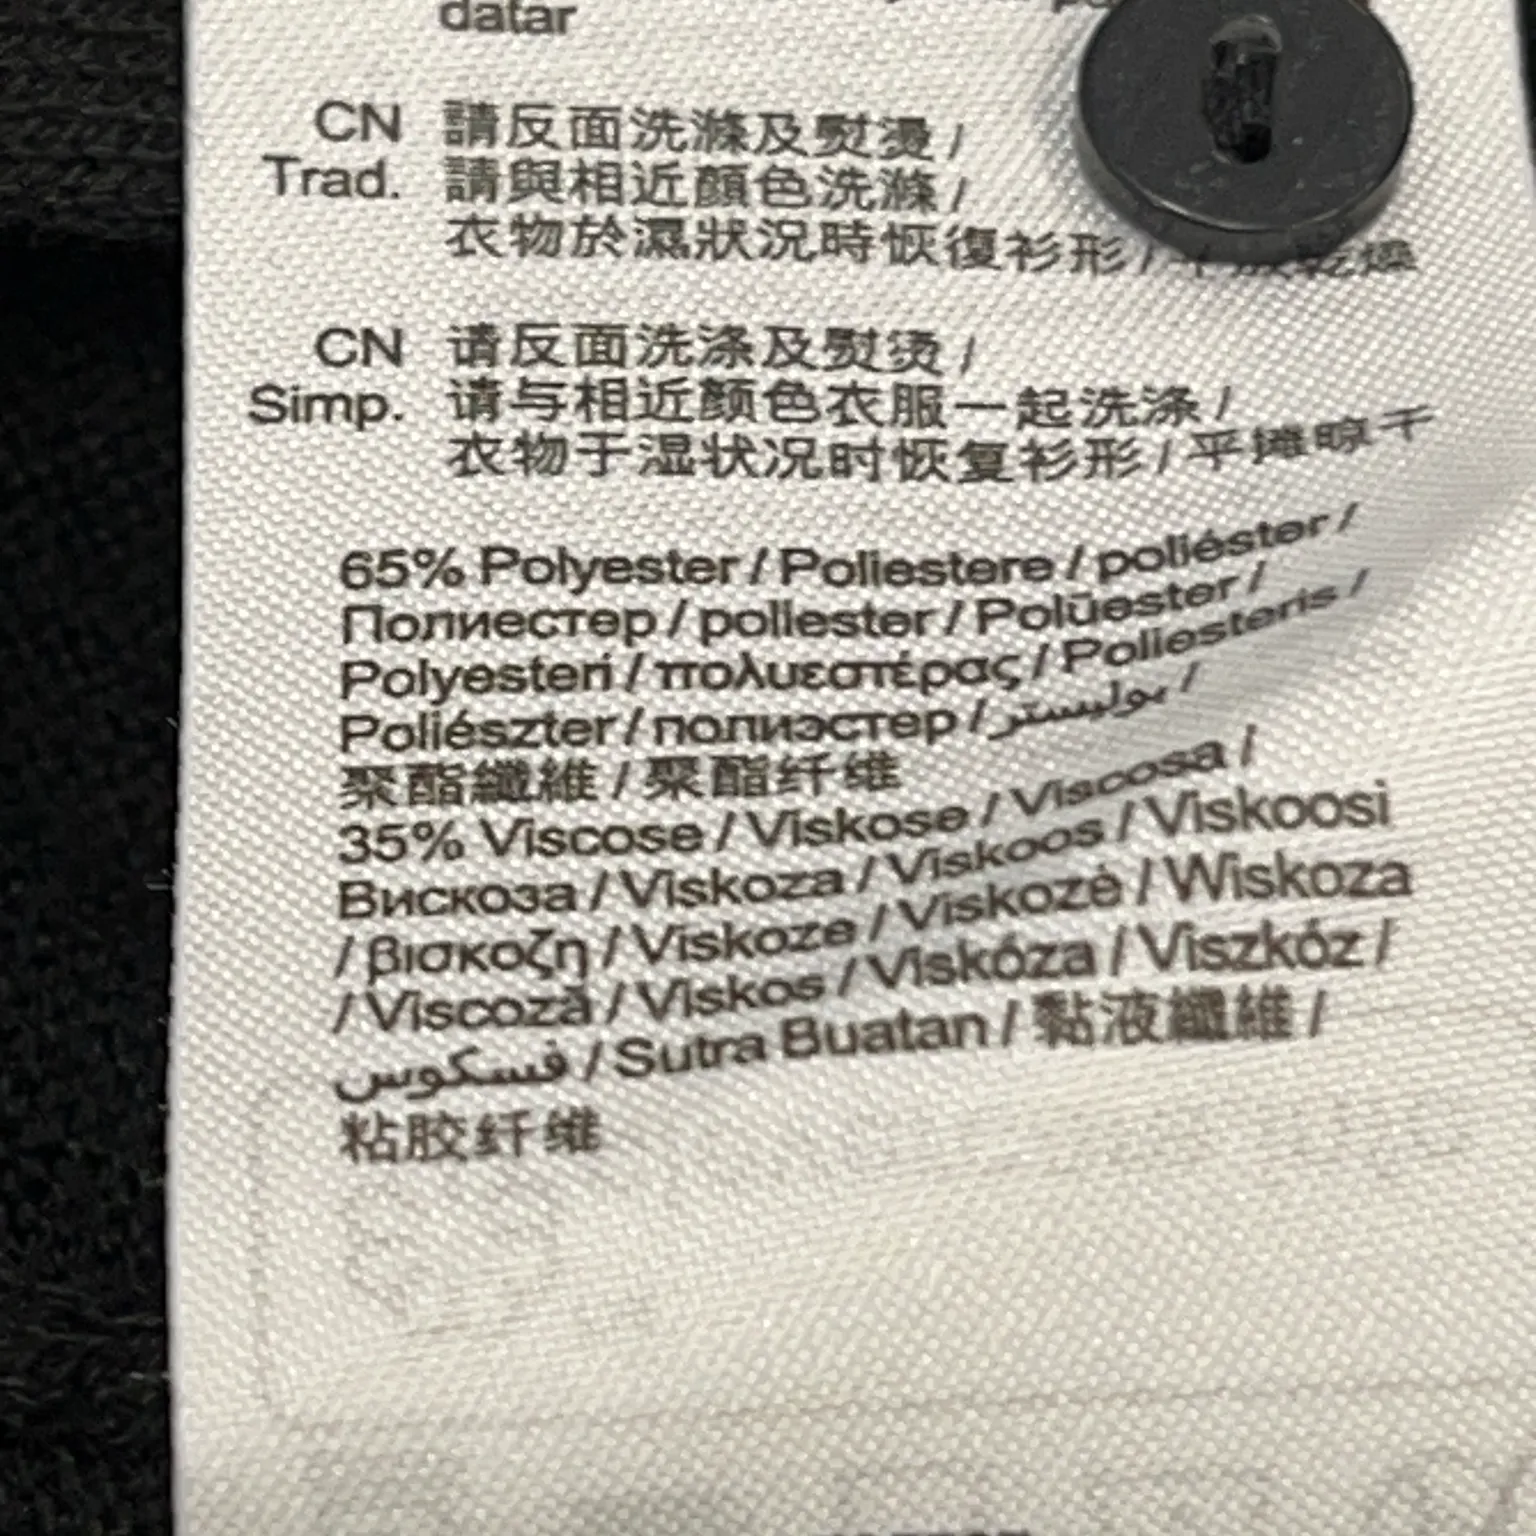 datar
CN 請反面洗滌及熨燙 /
Trad. 請與相近顏色洗滌 /
衣物於濕狀況時恢復衫形 / 乾燥
CN 请反面洗涤及熨烫 /
Simp. 请与相近颜色衣服一起洗涤 /
衣物于湿状况时恢复衫形 / 平摊晾干
65% Polyester / Poliestere / poliéster /
Полиестер / poliester / Polüester /
Polyesteri / πολυεστέρας / Poliesteris /
Poliészter / полиэстер / بوليستر /
聚酯纖維 / 聚酯纤维
35% Viscose / Viskose / Viscosa /
Вискоза / Viskoza / Viskoos / Viskoosi
/ βισκοζη / Viskoze / Viskozė / Wiskoza
/ Viscoză / Viskos / Viskóza / Viszkóz /
فسكوس / Sutra Buatan / 黏液纖維 /
粘胶纤维